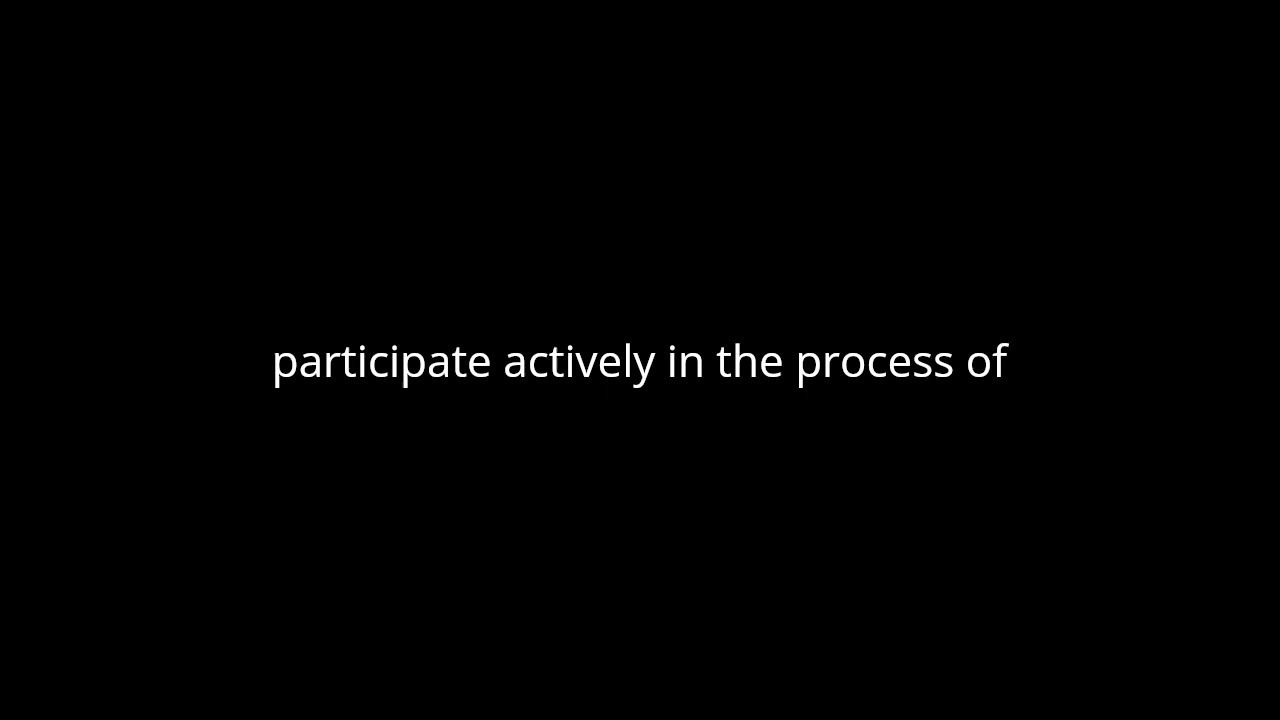 participate actively in the process of